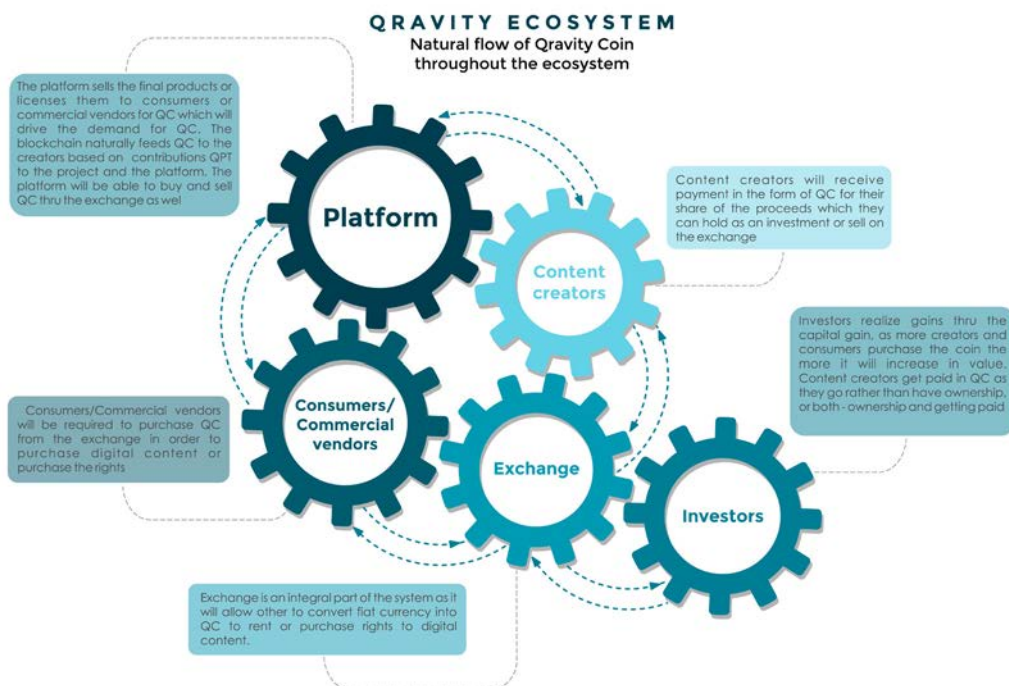 QRAVITY ECOSYSTEM
Natural flow of Qravity Coin
throughout the ecosystem
The platform sells the final products or
licenses them to consumers or
commercial vendors for QC which will
drive the demand for QC. The
blockchain naturally feeds QC to the
creators based on contributions QPT
to the project and the platform. The
platform will be able to buy and sell
QC thru the exchange as wel
Platform
Content creators will receive
payment in the form of QC for their
share of the proceeds which they
can hold as an investment or sell on
the exchange
Content
creators
Investors realize gains thru the
capital gain, as more creators and
consumers purchase the coin the
more it will increase in value.
Content creators get paid in QC as
they go rather than have ownership,
or both - ownership and getting paid
Consumers/Commercial vendors
will be required to purchase QC
from the exchange in order to
purchase digital content or
purchase the rights
Consumers/
Commercial
vendors
Exchange
Investors
Exchange is an integral part of the system as it
will allow other to convert fiat currency into
QC to rent or purchase rights to digital
content.